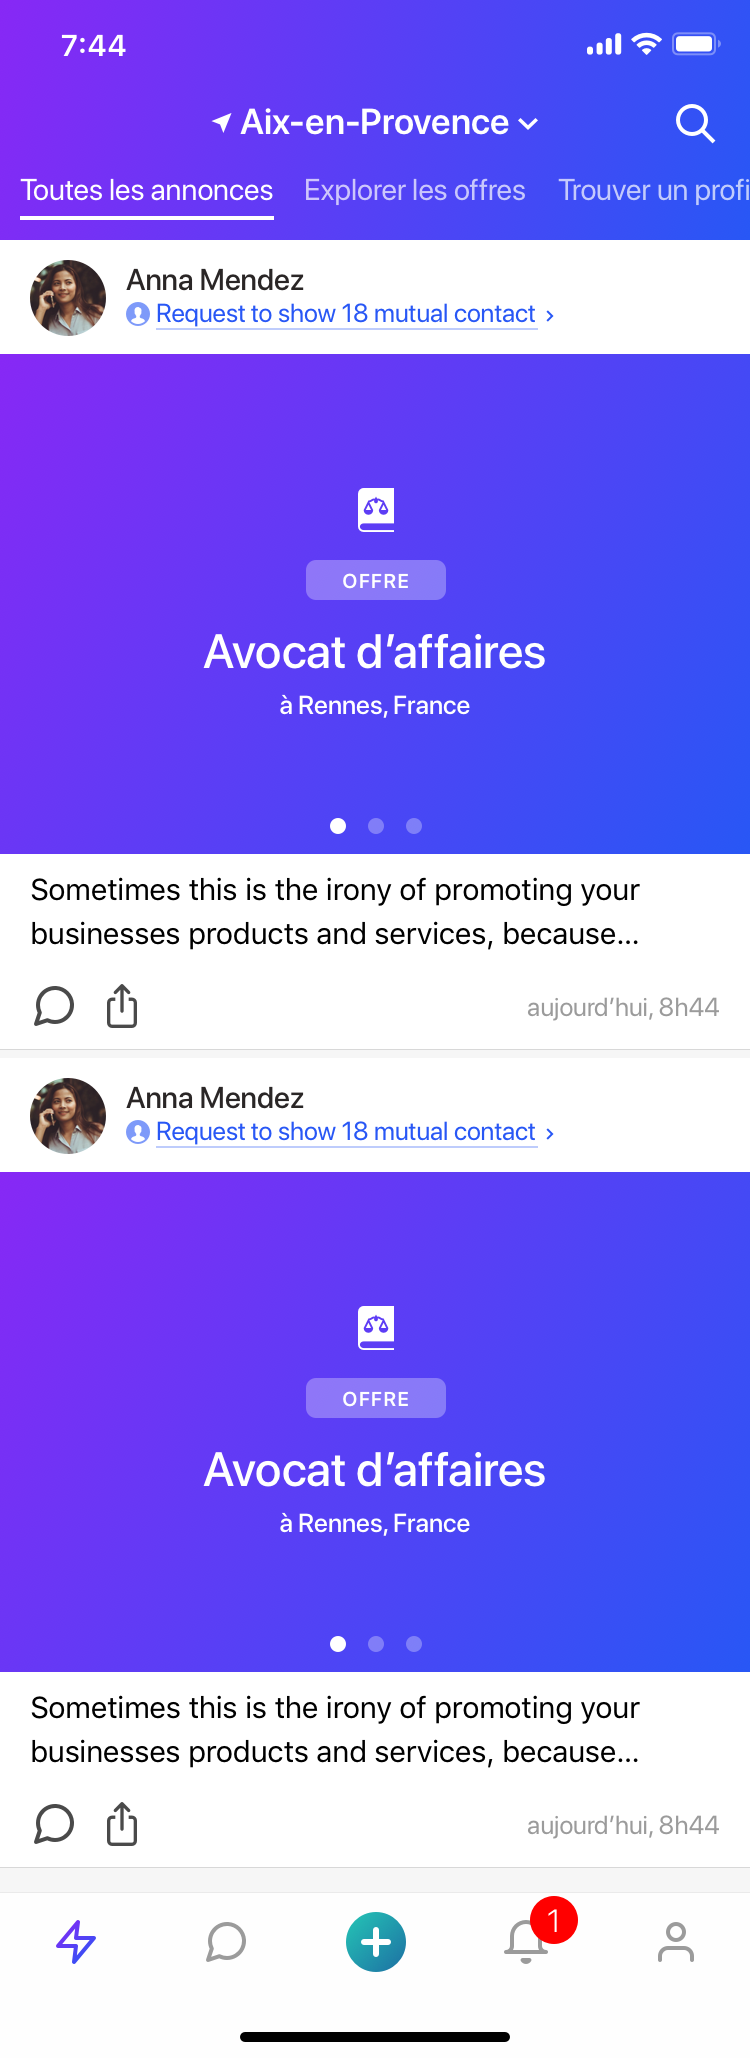 7:44
Aix-en-Provence
Toutes les annonces Explorer les offres Trouver un profi
Anna Mendez
Request to show 18 mutual contact
OFFRE
Avocat d’affaires
à Rennes, France
Sometimes this is the irony of promoting your
businesses products and services, because...
aujourd’hui, 8h44
Anna Mendez
Request to show 18 mutual contact
OFFRE
Avocat d’affaires
à Rennes, France
Sometimes this is the irony of promoting your
businesses products and services, because...
aujourd’hui, 8h44
1